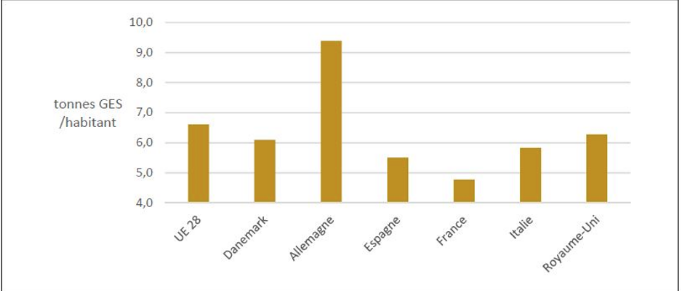 10,0
9,0
8,0
7,0
6,0
5,0
4,0
tonnes GES
/habitant
UE 28
Danemark
Allemagne
Espagne
France
Italie
Royaume-Uni